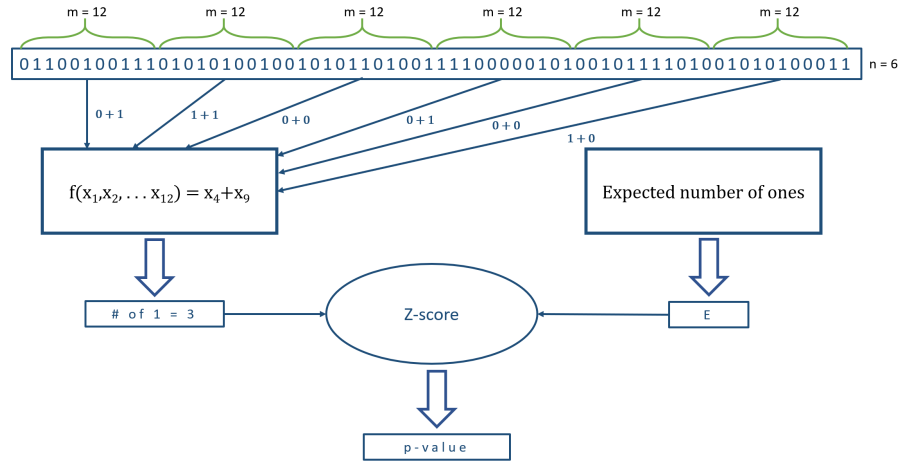 m = 12 m = 12 m = 12 m = 12 m = 12 m = 12
0110010011101010101001001010110101001111000001010010111101001010100011 n = 6
0 + 1 1 + 1 0 + 0 0 + 1 0 + 0 1 + 0
f(x₁,x₂, . . . x₁₂) = x₄+x₉ Expected number of ones
# of 1 = 3 Z-score E
p-value